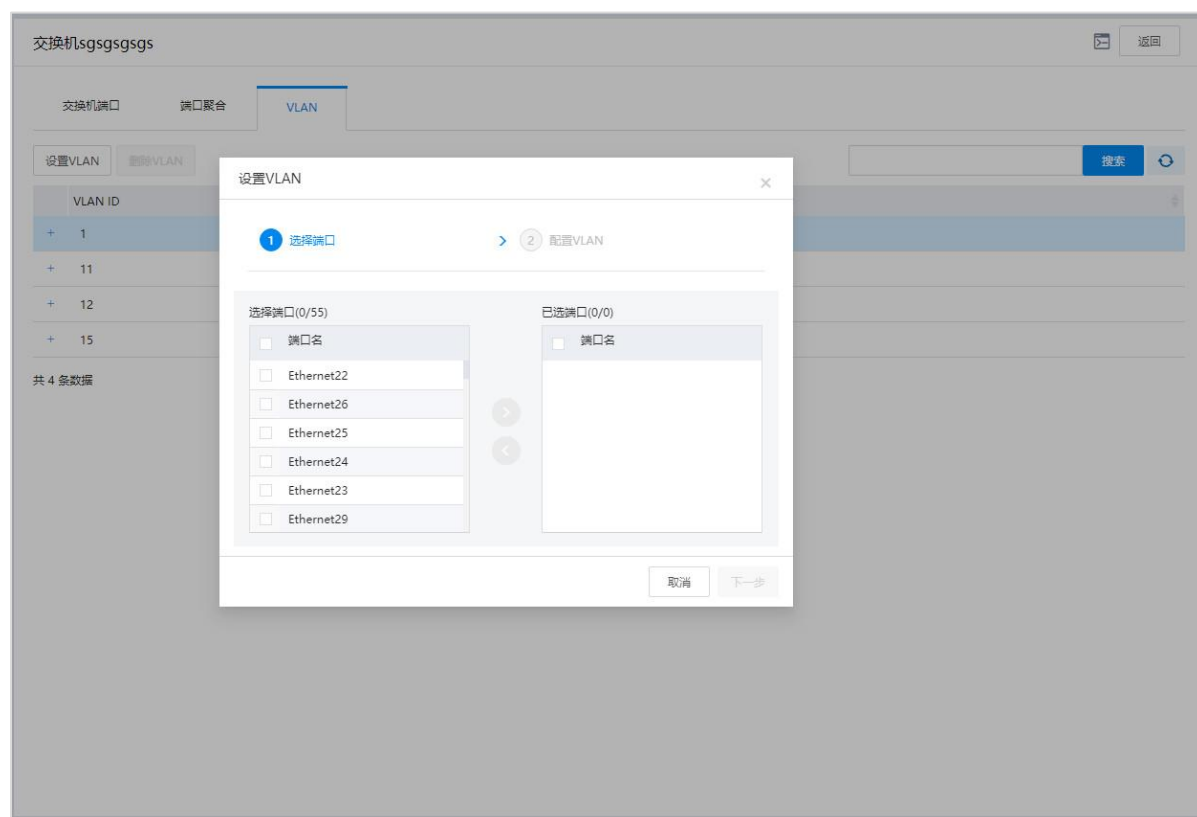 交换机sgsgsgsgs
返回
交换机端口 端口聚合 VLAN
设置VLAN 删除VLAN 搜索
VLAN ID
+ 1
+ 11
+ 12
+ 15
共 4 条数据
设置VLAN ×
1 选择端口 > 2 配置VLAN
选择端口(0/55)
端口名
Ethernet22
Ethernet26
Ethernet25
Ethernet24
Ethernet23
Ethernet29
已选端口(0/0)
端口名
取消 下一步